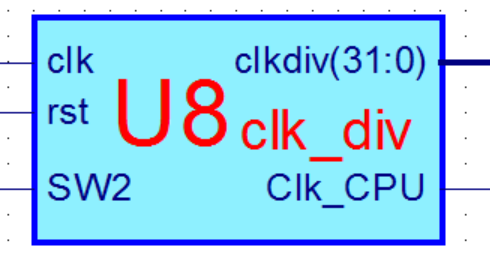 clk clkdiv(31:0)
rst U8 clk_div
SW2 Clk_CPU